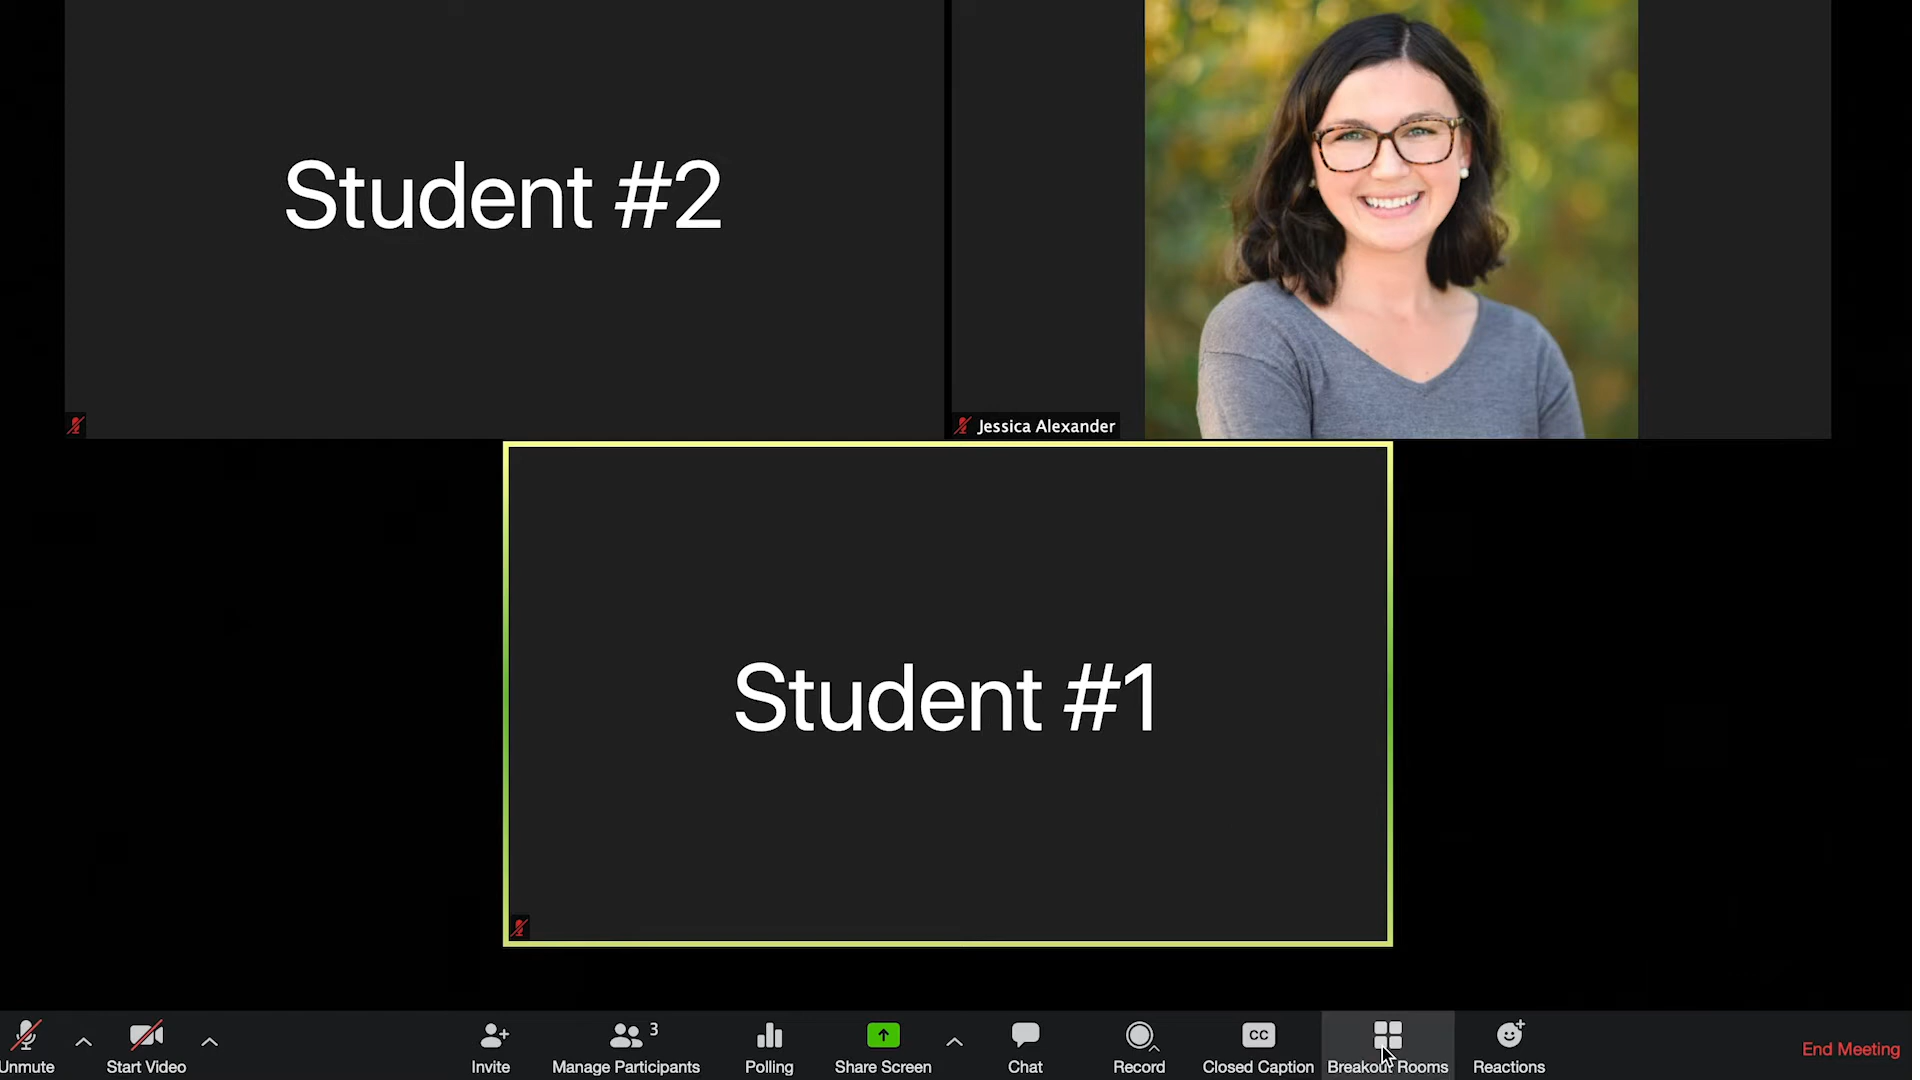 Student #2
Jessica Alexander
Student #1
Unmute
Start Video
Invite
Manage Participants
3
Polling
Share Screen
Chat
Record
CC
Closed Caption
Breakout Rooms
Reactions
End Meeting